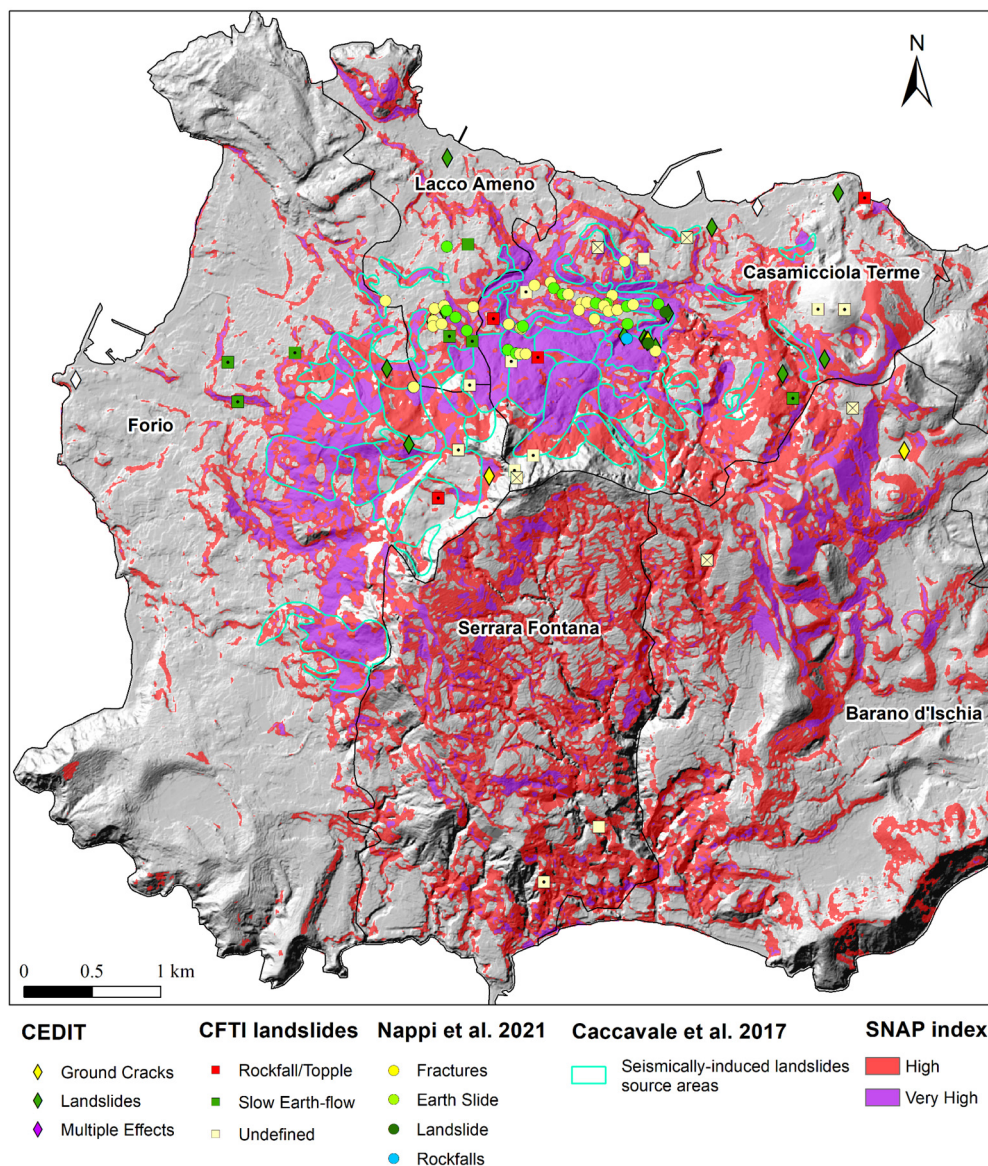 N
Lacco Ameno
Casamicciola Terme
Forio
Serrara Fontana
Barano d'Ischia
0 0.5 1 km
CEDIT
Ground Cracks
Landslides
Multiple Effects
CFTI landslides
Rockfall/Topple
Slow Earth-flow
Undefined
Nappi et al. 2021
Fractures
Earth Slide
Landslide
Rockfalls
Caccavale et al. 2017
Seismically-induced landslides
source areas
SNAP index
High
Very High